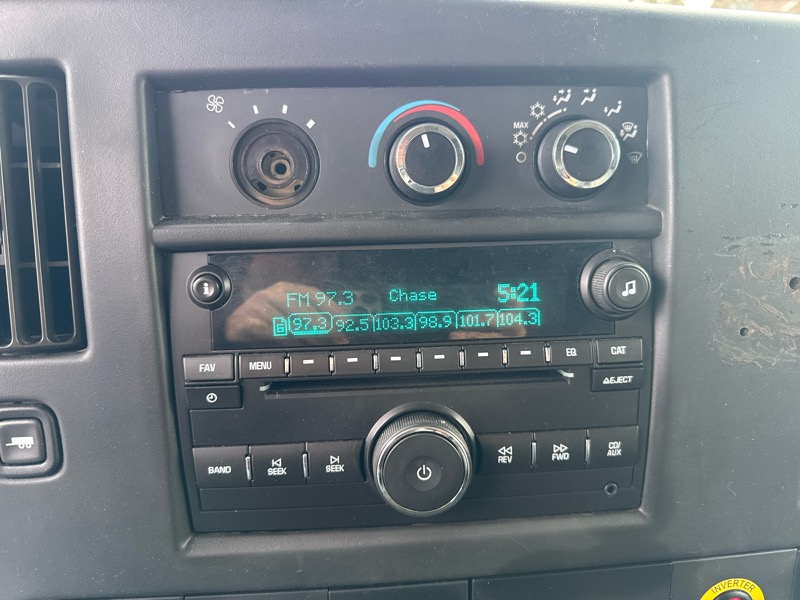 MAX
FM 97.3 Chase 5:21
6 97.3 92.5 103.3 98.9 101.7 104.3
i
FAV MENU EQ CAT
EJECT
BAND SEEK SEEK REV FWD CD/
AUX
INVERTER